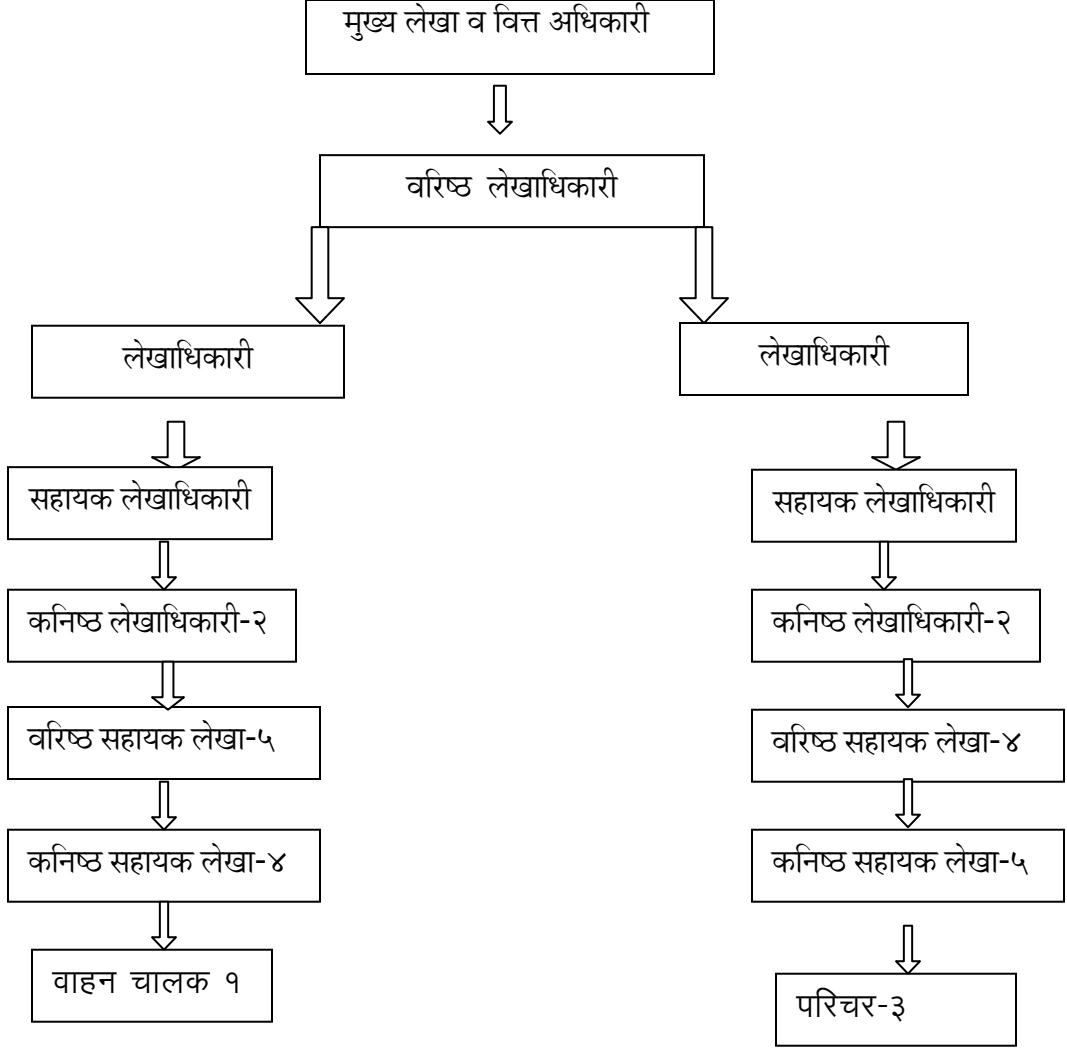 मुख्य लेखा व वित्त अधिकारी
वरिष्ठ लेखाधिकारी
लेखाधिकारी
लेखाधिकारी
सहायक लेखाधिकारी
सहायक लेखाधिकारी
कनिष्ठ लेखाधिकारी-२
कनिष्ठ लेखाधिकारी-२
वरिष्ठ सहायक लेखा-५
वरिष्ठ सहायक लेखा-४
कनिष्ठ सहायक लेखा-४
कनिष्ठ सहायक लेखा-५
वाहन चालक १
परिचर-३